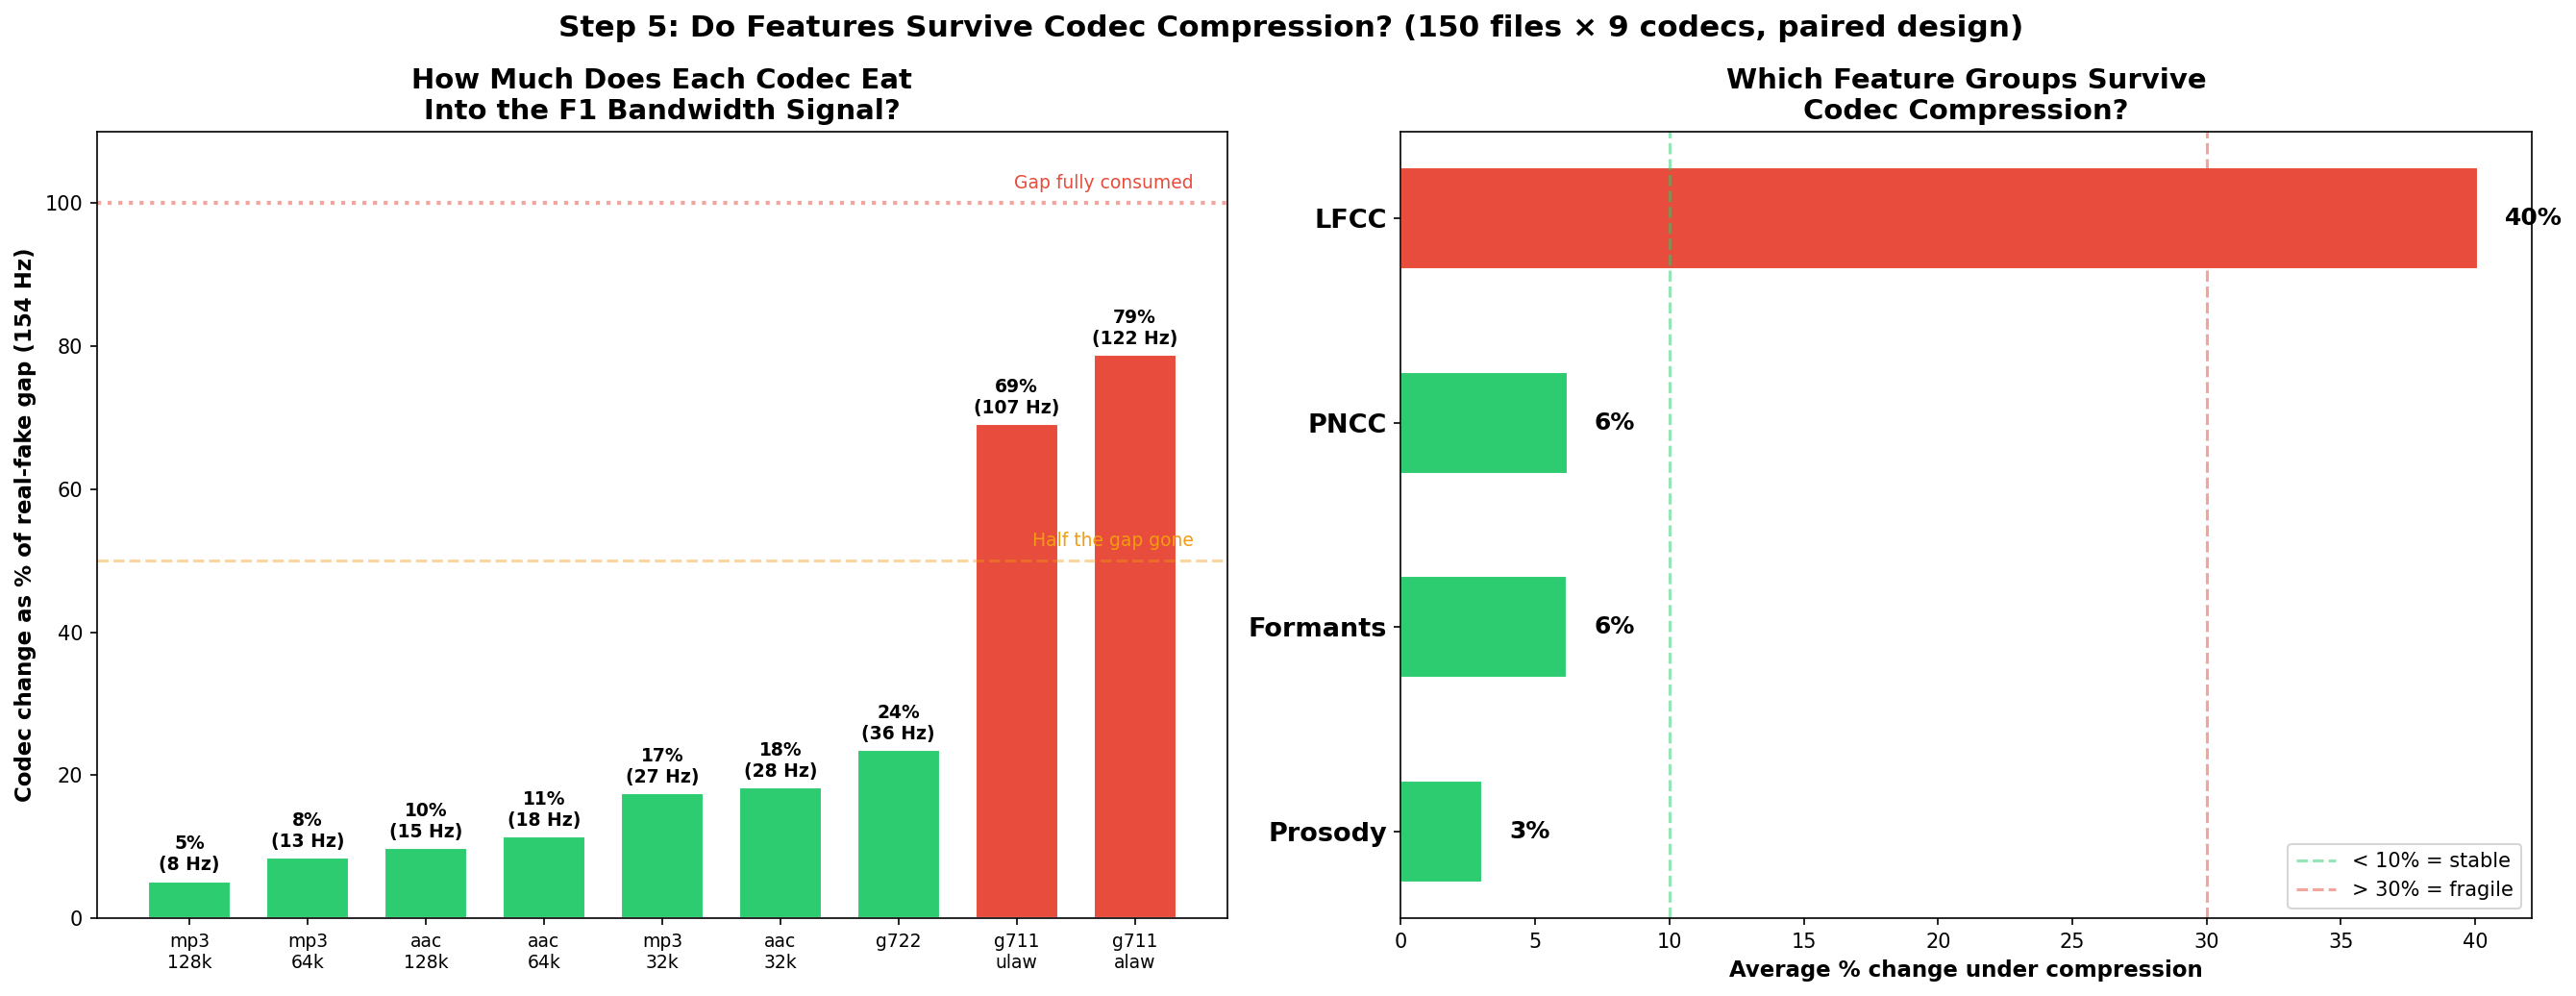 Step 5: Do Features Survive Codec Compression? (150 files × 9 codecs, paired design)
How Much Does Each Codec Eat
Into the F1 Bandwidth Signal?
Codec change as % of real-fake gap (154 Hz)
100
80
60
40
20
0
Gap fully consumed
Half the gap gone
5%
(8 Hz)
8%
(13 Hz)
10%
(15 Hz)
11%
(18 Hz)
17%
(27 Hz)
18%
(28 Hz)
24%
(36 Hz)
69%
(107 Hz)
79%
(122 Hz)
mp3
128k
mp3
64k
aac
128k
aac
64k
mp3
32k
aac
32k
g722
g711
ulaw
g711
alaw
Which Feature Groups Survive
Codec Compression?
LFCC
40%
PNCC
6%
Formants
6%
Prosody
3%
< 10% = stable
> 30% = fragile
0 5 10 15 20 25 30 35 40
Average % change under compression